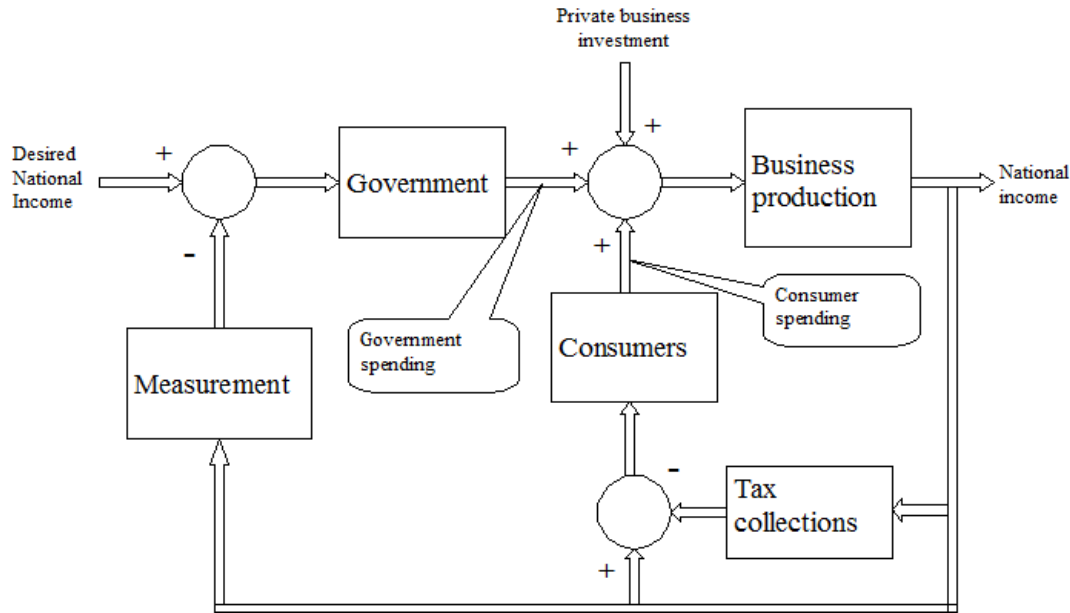 Private business
investment
+
+
+
Desired
National
Income
Government
Business
production
National
income
-
+
Government
spending
Consumer
spending
Measurement
Consumers
-
Tax
collections
+